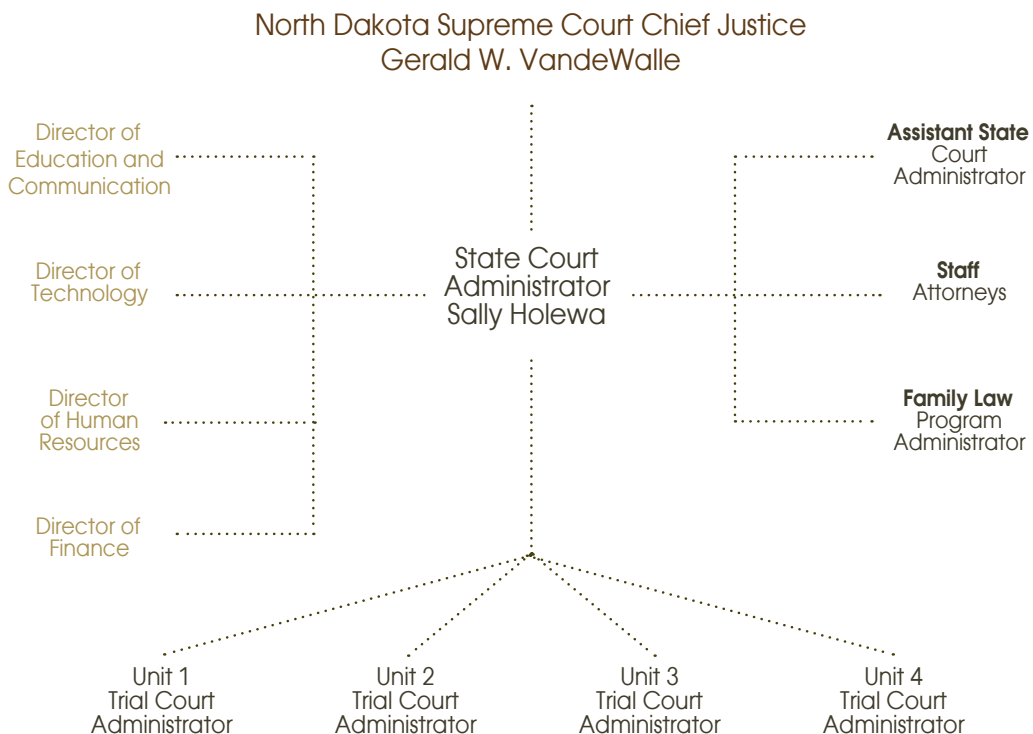 North Dakota Supreme Court Chief Justice
Gerald W. VandeWalle
Director of
Education and
Communication
Director of
Technology
Director
of Human
Resources
Director of
Finance
State Court
Administrator
Sally Holewa
Assistant State
Court
Administrator
Staff
Attorneys
Family Law
Program
Administrator
Unit 1
Trial Court
Administrator
Unit 2
Trial Court
Administrator
Unit 3
Trial Court
Administrator
Unit 4
Trial Court
Administrator